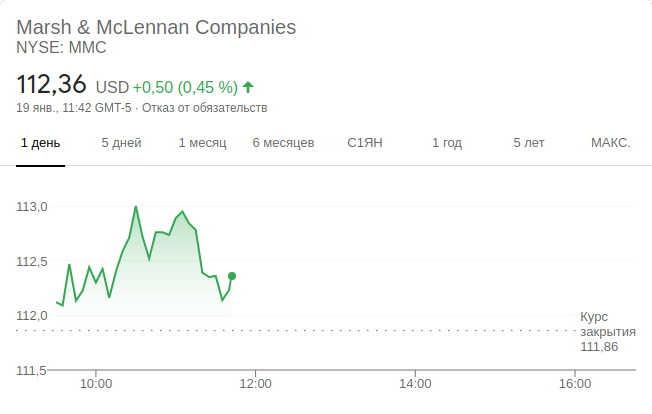 Marsh & McLennan Companies
NYSE: MMC
112,36 USD +0,50 (0,45 %)
19 янв., 11:42 GMT-5 · Отказ от обязательств
1 день 5 дней 1 месяц 6 месяцев С1ЯН 1 год 5 лет МАКС.
113,0
112,5
112,0
Курс
закрытия
111,86
111,5
10:00 12:00 14:00 16:00